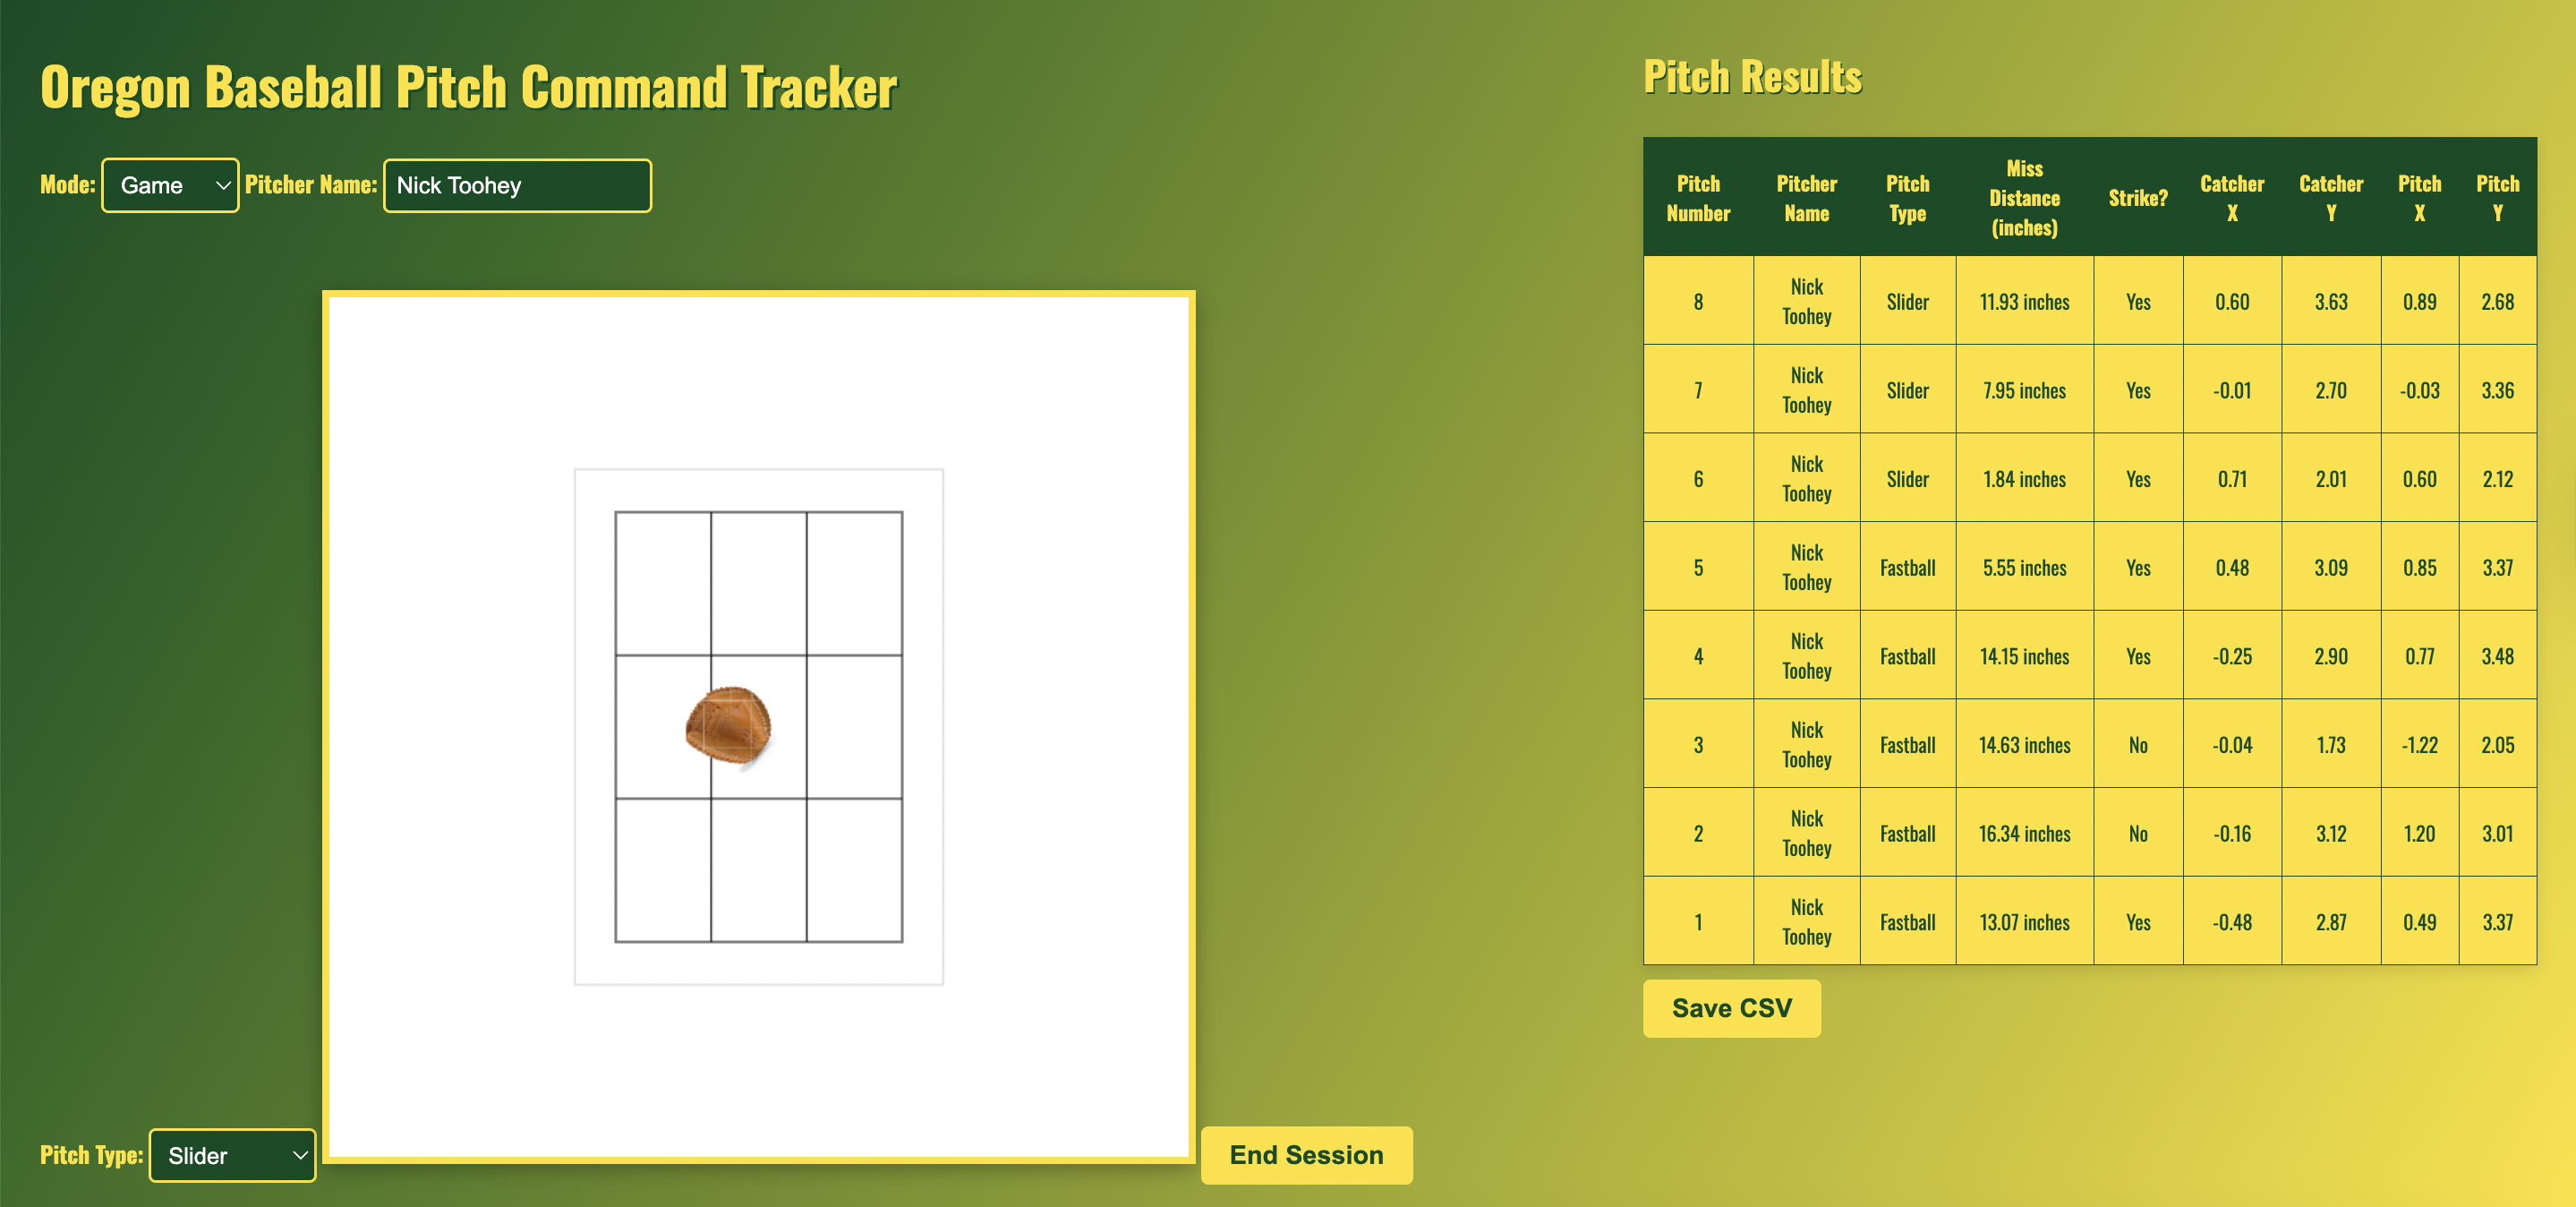 Oregon Baseball Pitch Command Tracker
Mode: Game Pitcher Name: Nick Toohey
Pitch Type: Slider
End Session
Pitch Results
Pitch Number Pitcher Name Pitch Type Miss Distance (inches) Strike? Catcher X Catcher Y Pitch X Pitch Y
8 Nick Toohey Slider 11.93 inches Yes 0.60 3.63 0.89 2.68
7 Nick Toohey Slider 7.95 inches Yes -0.01 2.70 -0.03 3.36
6 Nick Toohey Slider 1.84 inches Yes 0.71 2.01 0.60 2.12
5 Nick Toohey Fastball 5.55 inches Yes 0.48 3.09 0.85 3.37
4 Nick Toohey Fastball 14.15 inches Yes -0.25 2.90 0.77 3.48
3 Nick Toohey Fastball 14.63 inches No -0.04 1.73 -1.22 2.05
2 Nick Toohey Fastball 16.34 inches No -0.16 3.12 1.20 3.01
1 Nick Toohey Fastball 13.07 inches Yes -0.48 2.87 0.49 3.37
Save CSV